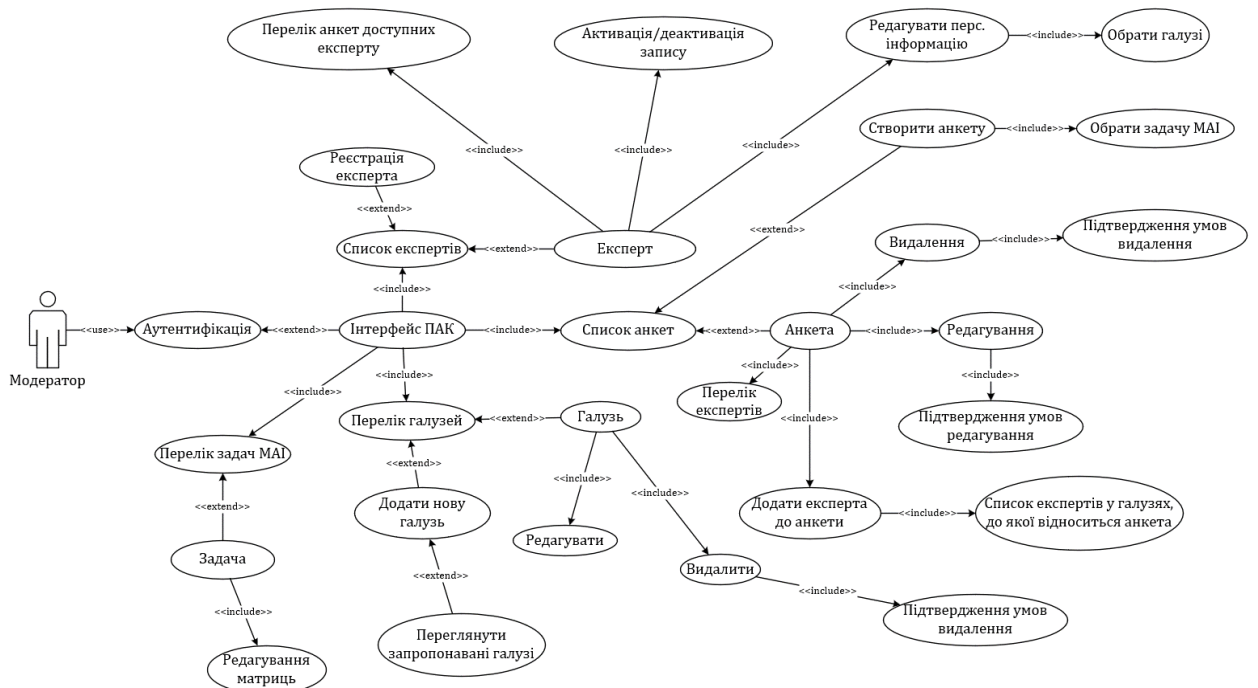 Перелік анкет доступних
експерту
Активація/деактивація
запису
Редагувати перс.
інформацію
<<include>>
Обрати галузі
Створити анкету
<<include>>
Обрати задачу МАІ
<<include>>
<<include>>
<<include>>
Реєстрація
експерта
<<extend>>
Список експертів
<<extend>>
Експерт
<<extend>>
Видалення
<<include>>
Підтвердження умов
видалення
<<include>>
<<include>>
Модератор
<<use>>
Аутентифікація
<<extend>>
Інтерфейс ПАК
<<include>>
Список анкет
<<extend>>
Анкета
<<include>>
Редагування
<<include>>
<<include>>
<<include>>
<<include>>
Перелік
експертів
<<include>>
Підтвердження умов
редагування
Перелік галузей
<<extend>>
Галузь
Перелік задач МАІ
<<extend>>
<<extend>>
<<include>>
<<include>>
Додати нову
галузь
Додати експерта
до анкети
<<include>>
Список експертів у галузях,
до якої відноситься анкета
Редагувати
Задача
<<extend>>
Видалити
<<include>>
Підтвердження умов
видалення
<<include>>
Переглянути
запропонавані галузі
Редагування
матриць